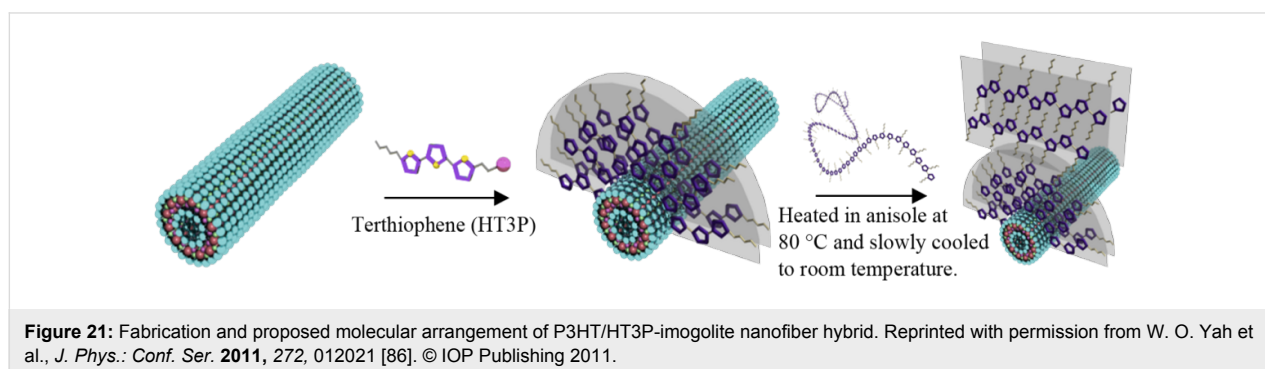 Terthiophene (HT3P)
Heated in anisole at
80 °C and slowly cooled
to room temperature.
Figure 21: Fabrication and proposed molecular arrangement of P3HT/HT3P-imogolite nanofiber hybrid. Reprinted with permission from W. O. Yah et
al., J. Phys.: Conf. Ser. 2011, 272, 012021 [86]. © IOP Publishing 2011.